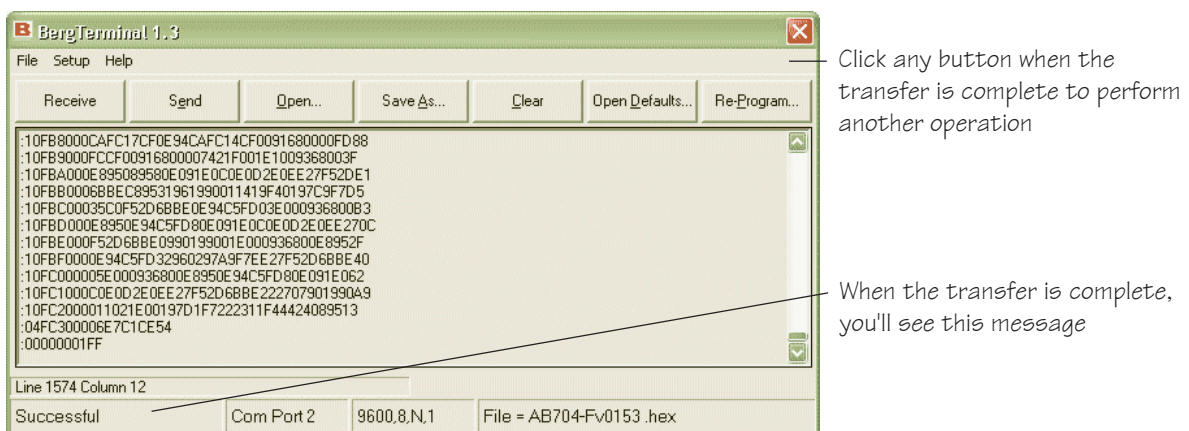 BergTerminal 1.3
File Setup Help
Receive Send Open... Save As... Clear Open Defaults... Re-Program...
:10FB8000CAFC17CF0E94CAFC14CF0091680000FD88
:10FB9000FCCF00916800007421F001E1009368003F
:10FBA000E895089580E091E0C0E0D2E0EE27F52DE1
:10FBB0006BBEC89531961990011419F40197C9F7D5
:10FBC00035C0F52D6BBE0E94C5FD03E000936800B3
:10FBD000E8950E94C5FD80E091E0C0E0D2E0EE270C
:10FBE000F52D6BBE0990199001E000936800E8952F
:10FBF0000E94C5FD32960297A9F7EE27F52D6BBE40
:10FC000005E000936800E8950E94C5FD80E091E062
:10FC1000C0E0D2E0EE27F52D6BBE222707901990A9
:10FC2000011021E00197D1F7222311F44424089513
:04FC300006E7C1CE54
:00000001FF
Line 1574 Column 12
Successful Com Port 2 9600,8,N,1 File = AB704-Fv0153 .hex
Click any button when the
transfer is complete to perform
another operation
When the transfer is complete,
you'll see this message